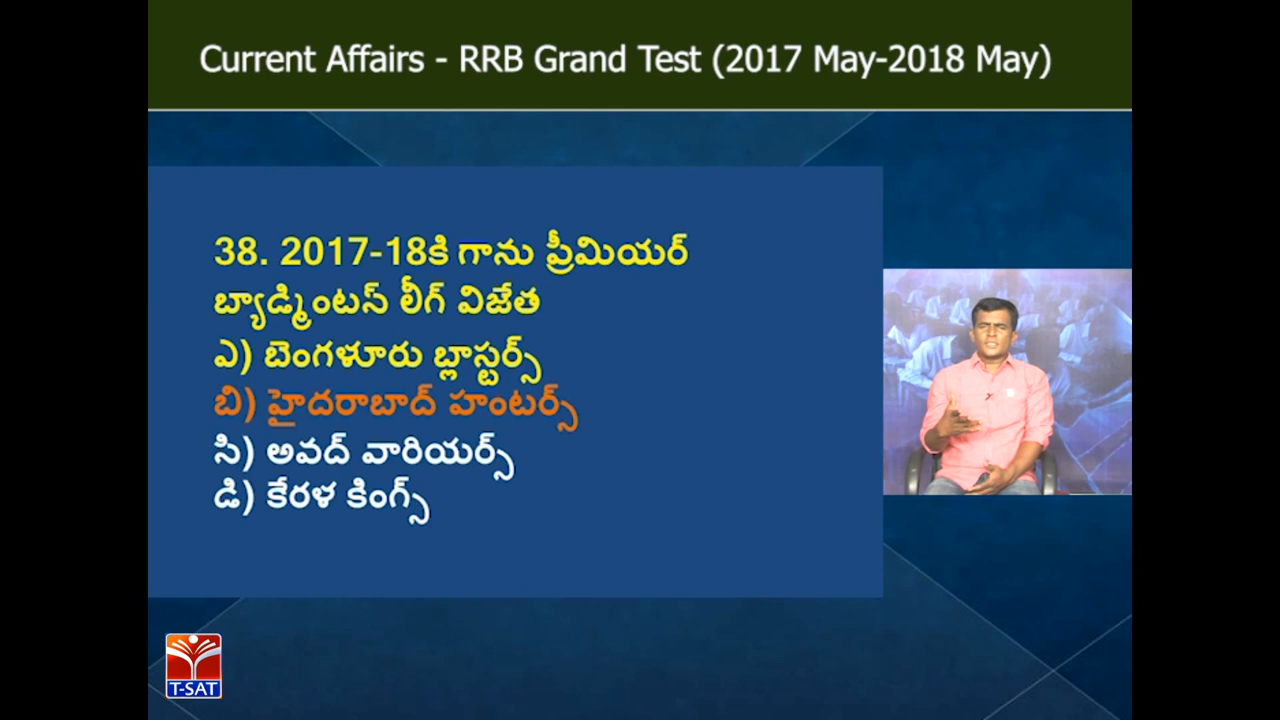 Current Affairs - RRB Grand Test (2017 May-2018 May)
38. 2017-18కి గాను ప్రీమియర్
బ్యాడ్మింటన్ లీగ్ విజేత
ఎ) బెంగళూరు బ్లాస్టర్స్
బి) హైదరాబాద్ హంటర్స్
సి) అవద్ వారియర్స్
డి) కేరళ కింగ్స్
T-SAT